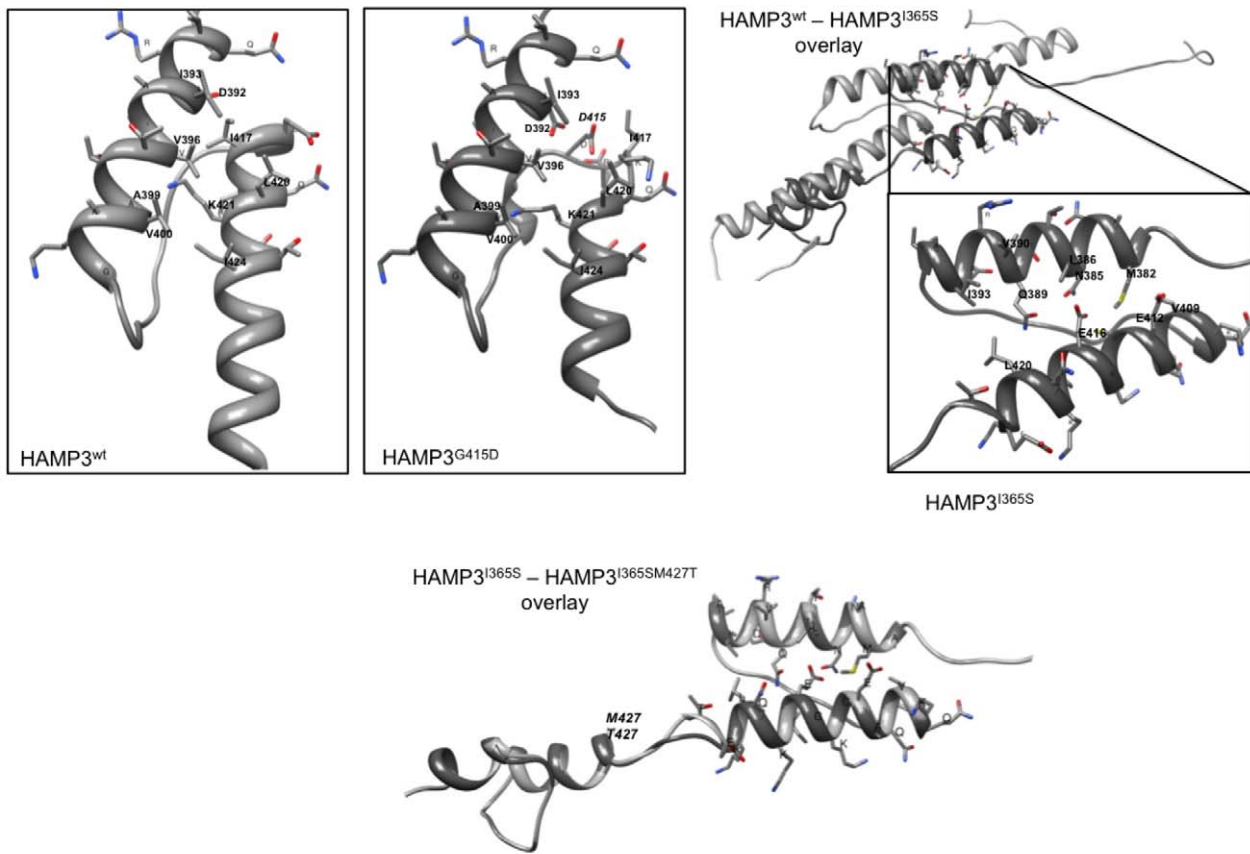 R
Q
I393
D392
I417
V396
V
L420
Q
A399
K421
V400
I424
G
HAMP3wt
R
Q
I393
D392
D415
I417
V396
K
L420
Q
A399
K421
V400
I424
G
HAMP3G415D
HAMP3wt – HAMP3I365S
overlay
V390
L386
M382
N385
I393
Q389
E412
V409
E416
L420
HAMP3I365S
HAMP3I365S – HAMP3I365SM427T
overlay
M427
T427
Q
K
Q
Q